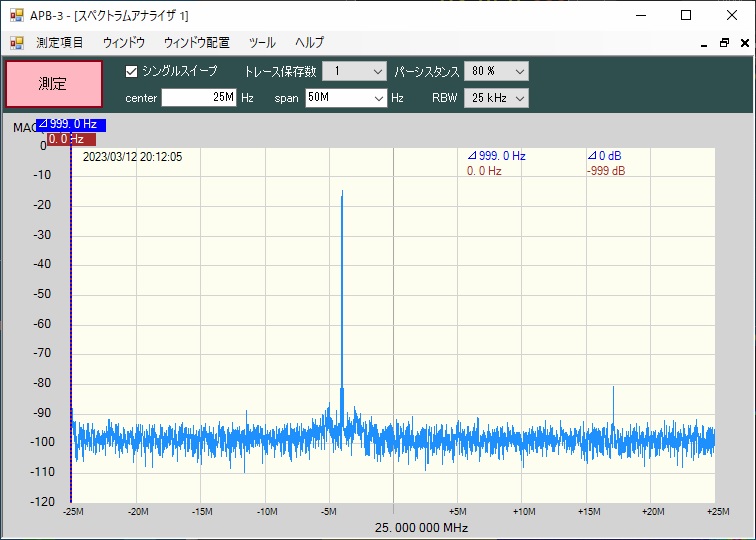 APB-3 - [スペクトラムアナライザ 1]
測定項目 ウィンドウ ウィンドウ配置 ツール ヘルプ
測定
シングルスイープ トレース保存数 1 パーシスタンス 80 %
center 25M Hz span 50M Hz RBW 25 kHz
MAG
⊿999. 0 Hz
0. 0 Hz
2023/03/12 20:12:05
⊿999. 0 Hz ⊿0 dB
0. 0 Hz -999 dB
0
-10
-20
-30
-40
-50
-60
-70
-80
-90
-100
-110
-120
-25M -20M -15M -10M -5M 0 +5M +10M +15M +20M +25M
25. 000 000 MHz